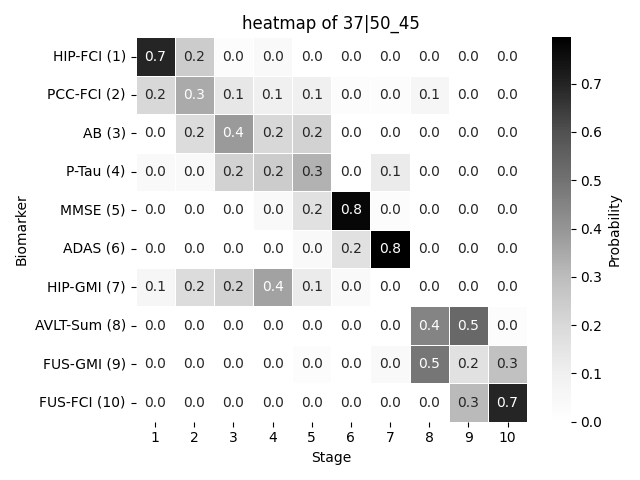 heatmap of 37|50_45
HIP-FCI (1) 0.7 0.2 0.0 0.0 0.0 0.0 0.0 0.0 0.0 0.0
PCC-FCI (2) 0.2 0.3 0.1 0.1 0.1 0.0 0.0 0.1 0.0 0.0
AB (3) 0.0 0.2 0.4 0.2 0.2 0.0 0.0 0.0 0.0 0.0
P-Tau (4) 0.0 0.0 0.2 0.2 0.3 0.0 0.1 0.0 0.0 0.0
MMSE (5) 0.0 0.0 0.0 0.0 0.2 0.8 0.0 0.0 0.0 0.0
ADAS (6) 0.0 0.0 0.0 0.0 0.0 0.2 0.8 0.0 0.0 0.0
HIP-GMI (7) 0.1 0.2 0.2 0.4 0.1 0.0 0.0 0.0 0.0 0.0
AVLT-Sum (8) 0.0 0.0 0.0 0.0 0.0 0.0 0.0 0.4 0.5 0.0
FUS-GMI (9) 0.0 0.0 0.0 0.0 0.0 0.0 0.0 0.5 0.2 0.3
FUS-FCI (10) 0.0 0.0 0.0 0.0 0.0 0.0 0.0 0.0 0.3 0.7
1 2 3 4 5 6 7 8 9 10
Stage
Biomarker
0.7
0.6
0.5
0.4
0.3
0.2
0.1
0.0
Probability